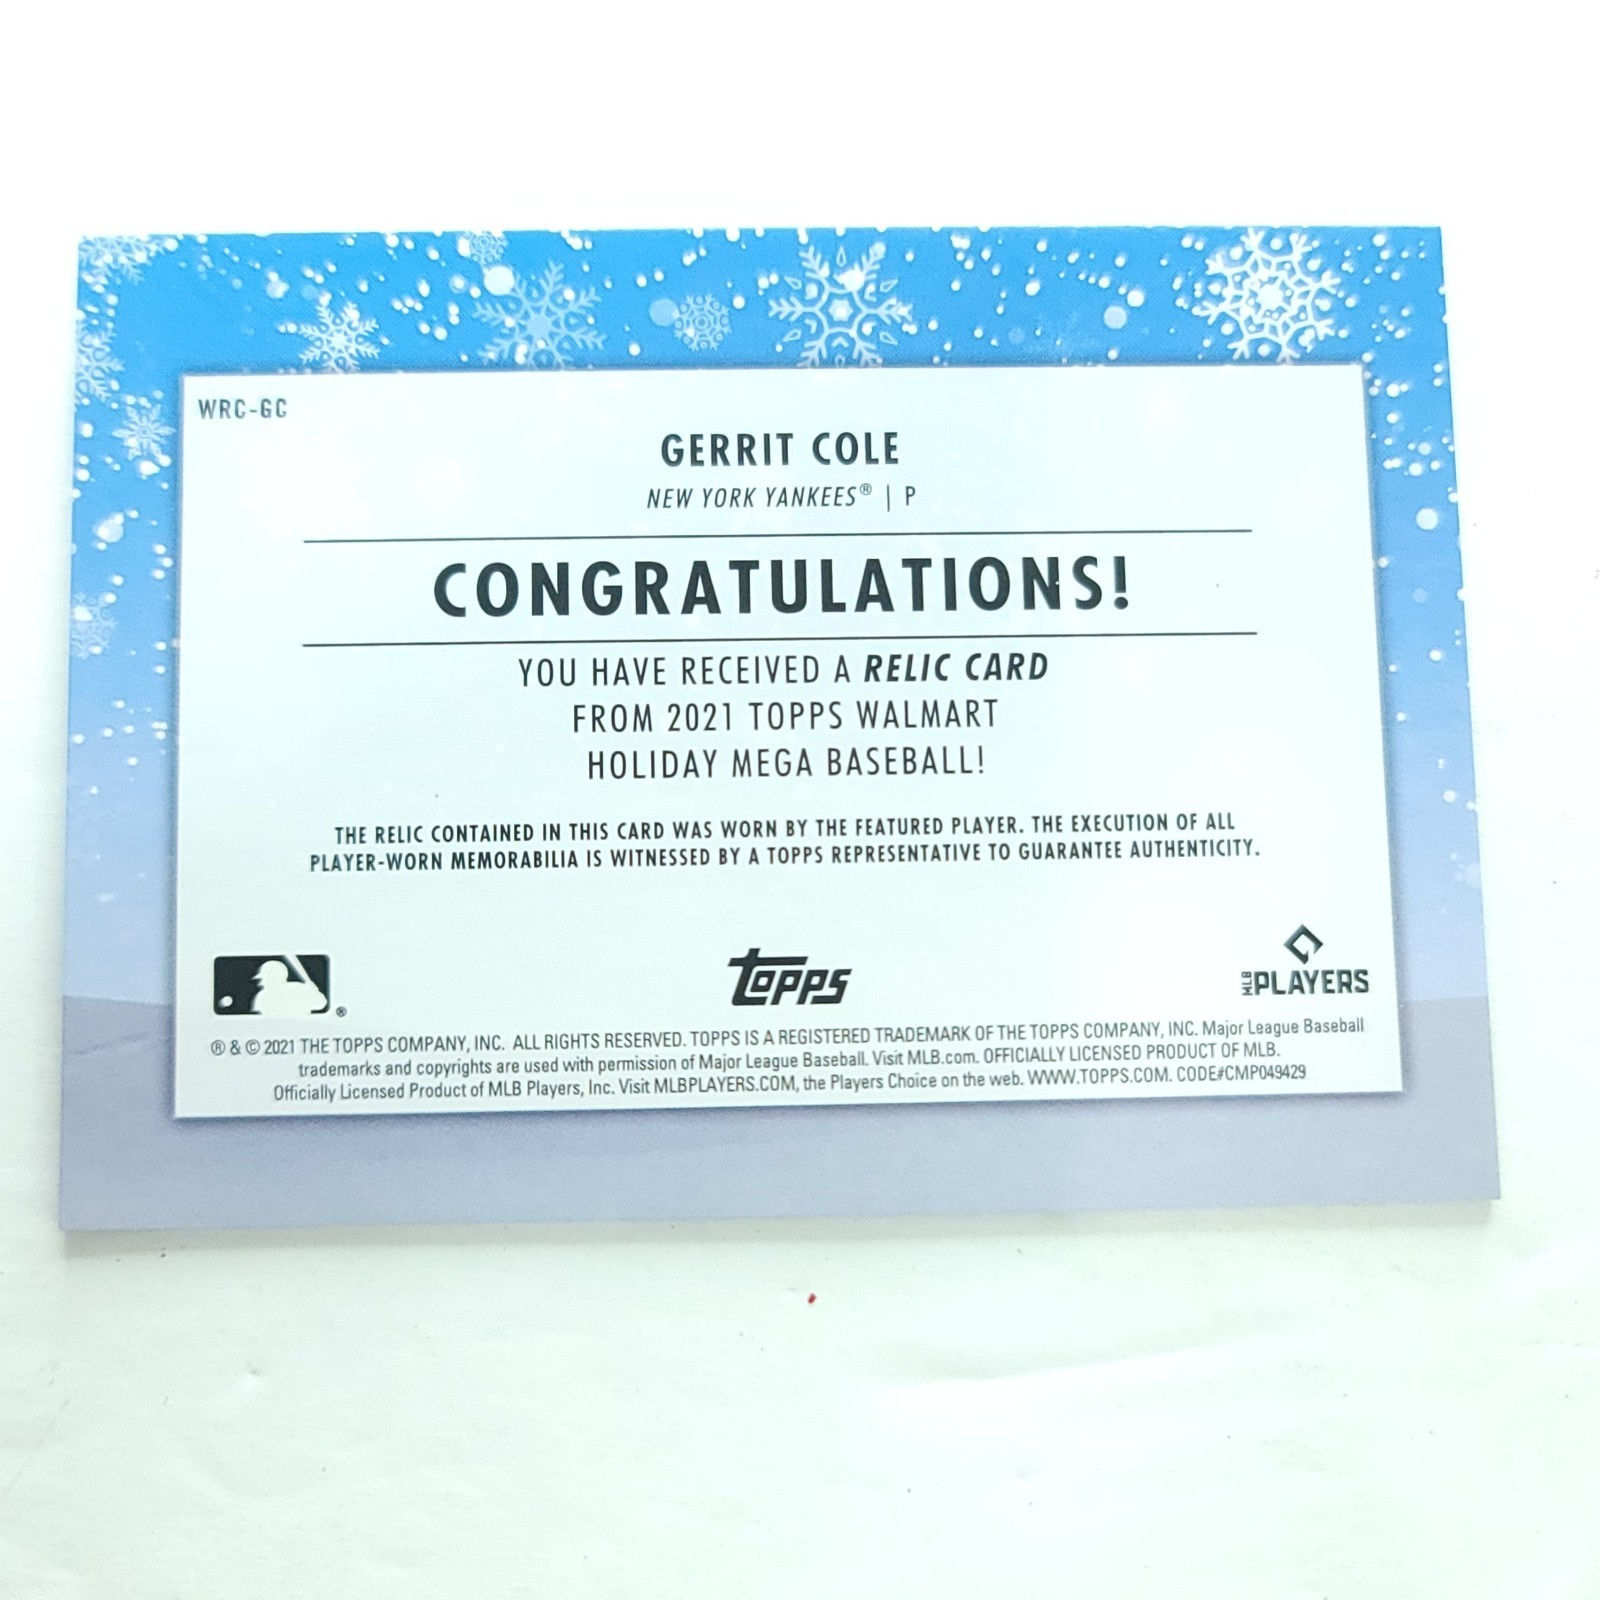 WRC-GC
GERRIT COLE
NEW YORK YANKEES® | P
CONGRATULATIONS!
YOU HAVE RECEIVED A RELIC CARD
FROM 2021 TOPPS WALMART
HOLIDAY MEGA BASEBALL!
THE RELIC CONTAINED IN THIS CARD WAS WORN BY THE FEATURED PLAYER. THE EXECUTION OF ALL
PLAYER-WORN MEMORABILIA IS WITNESSED BY A TOPPS REPRESENTATIVE TO GUARANTEE AUTHENTICITY.
®
Topps
MLB PLAYERS
® & © 2021 THE TOPPS COMPANY, INC. ALL RIGHTS RESERVED. TOPPS IS A REGISTERED TRADEMARK OF THE TOPPS COMPANY, INC. Major League Baseball
trademarks and copyrights are used with permission of Major League Baseball. Visit MLB.com. OFFICIALLY LICENSED PRODUCT OF MLB.
Officially Licensed Product of MLB Players, Inc. Visit MLBPLAYERS.COM, the Players Choice on the web. WWW.TOPPS.COM. CODE#CMP049429